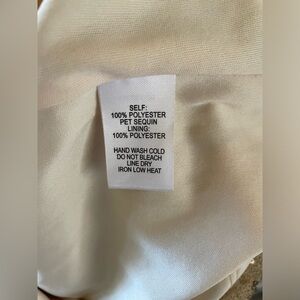 SELF:
100% POLYESTER
PET SEQUIN
LINING:
100% POLYESTER
HAND WASH COLD
DO NOT BLEACH
LINE DRY
IRON LOW HEAT